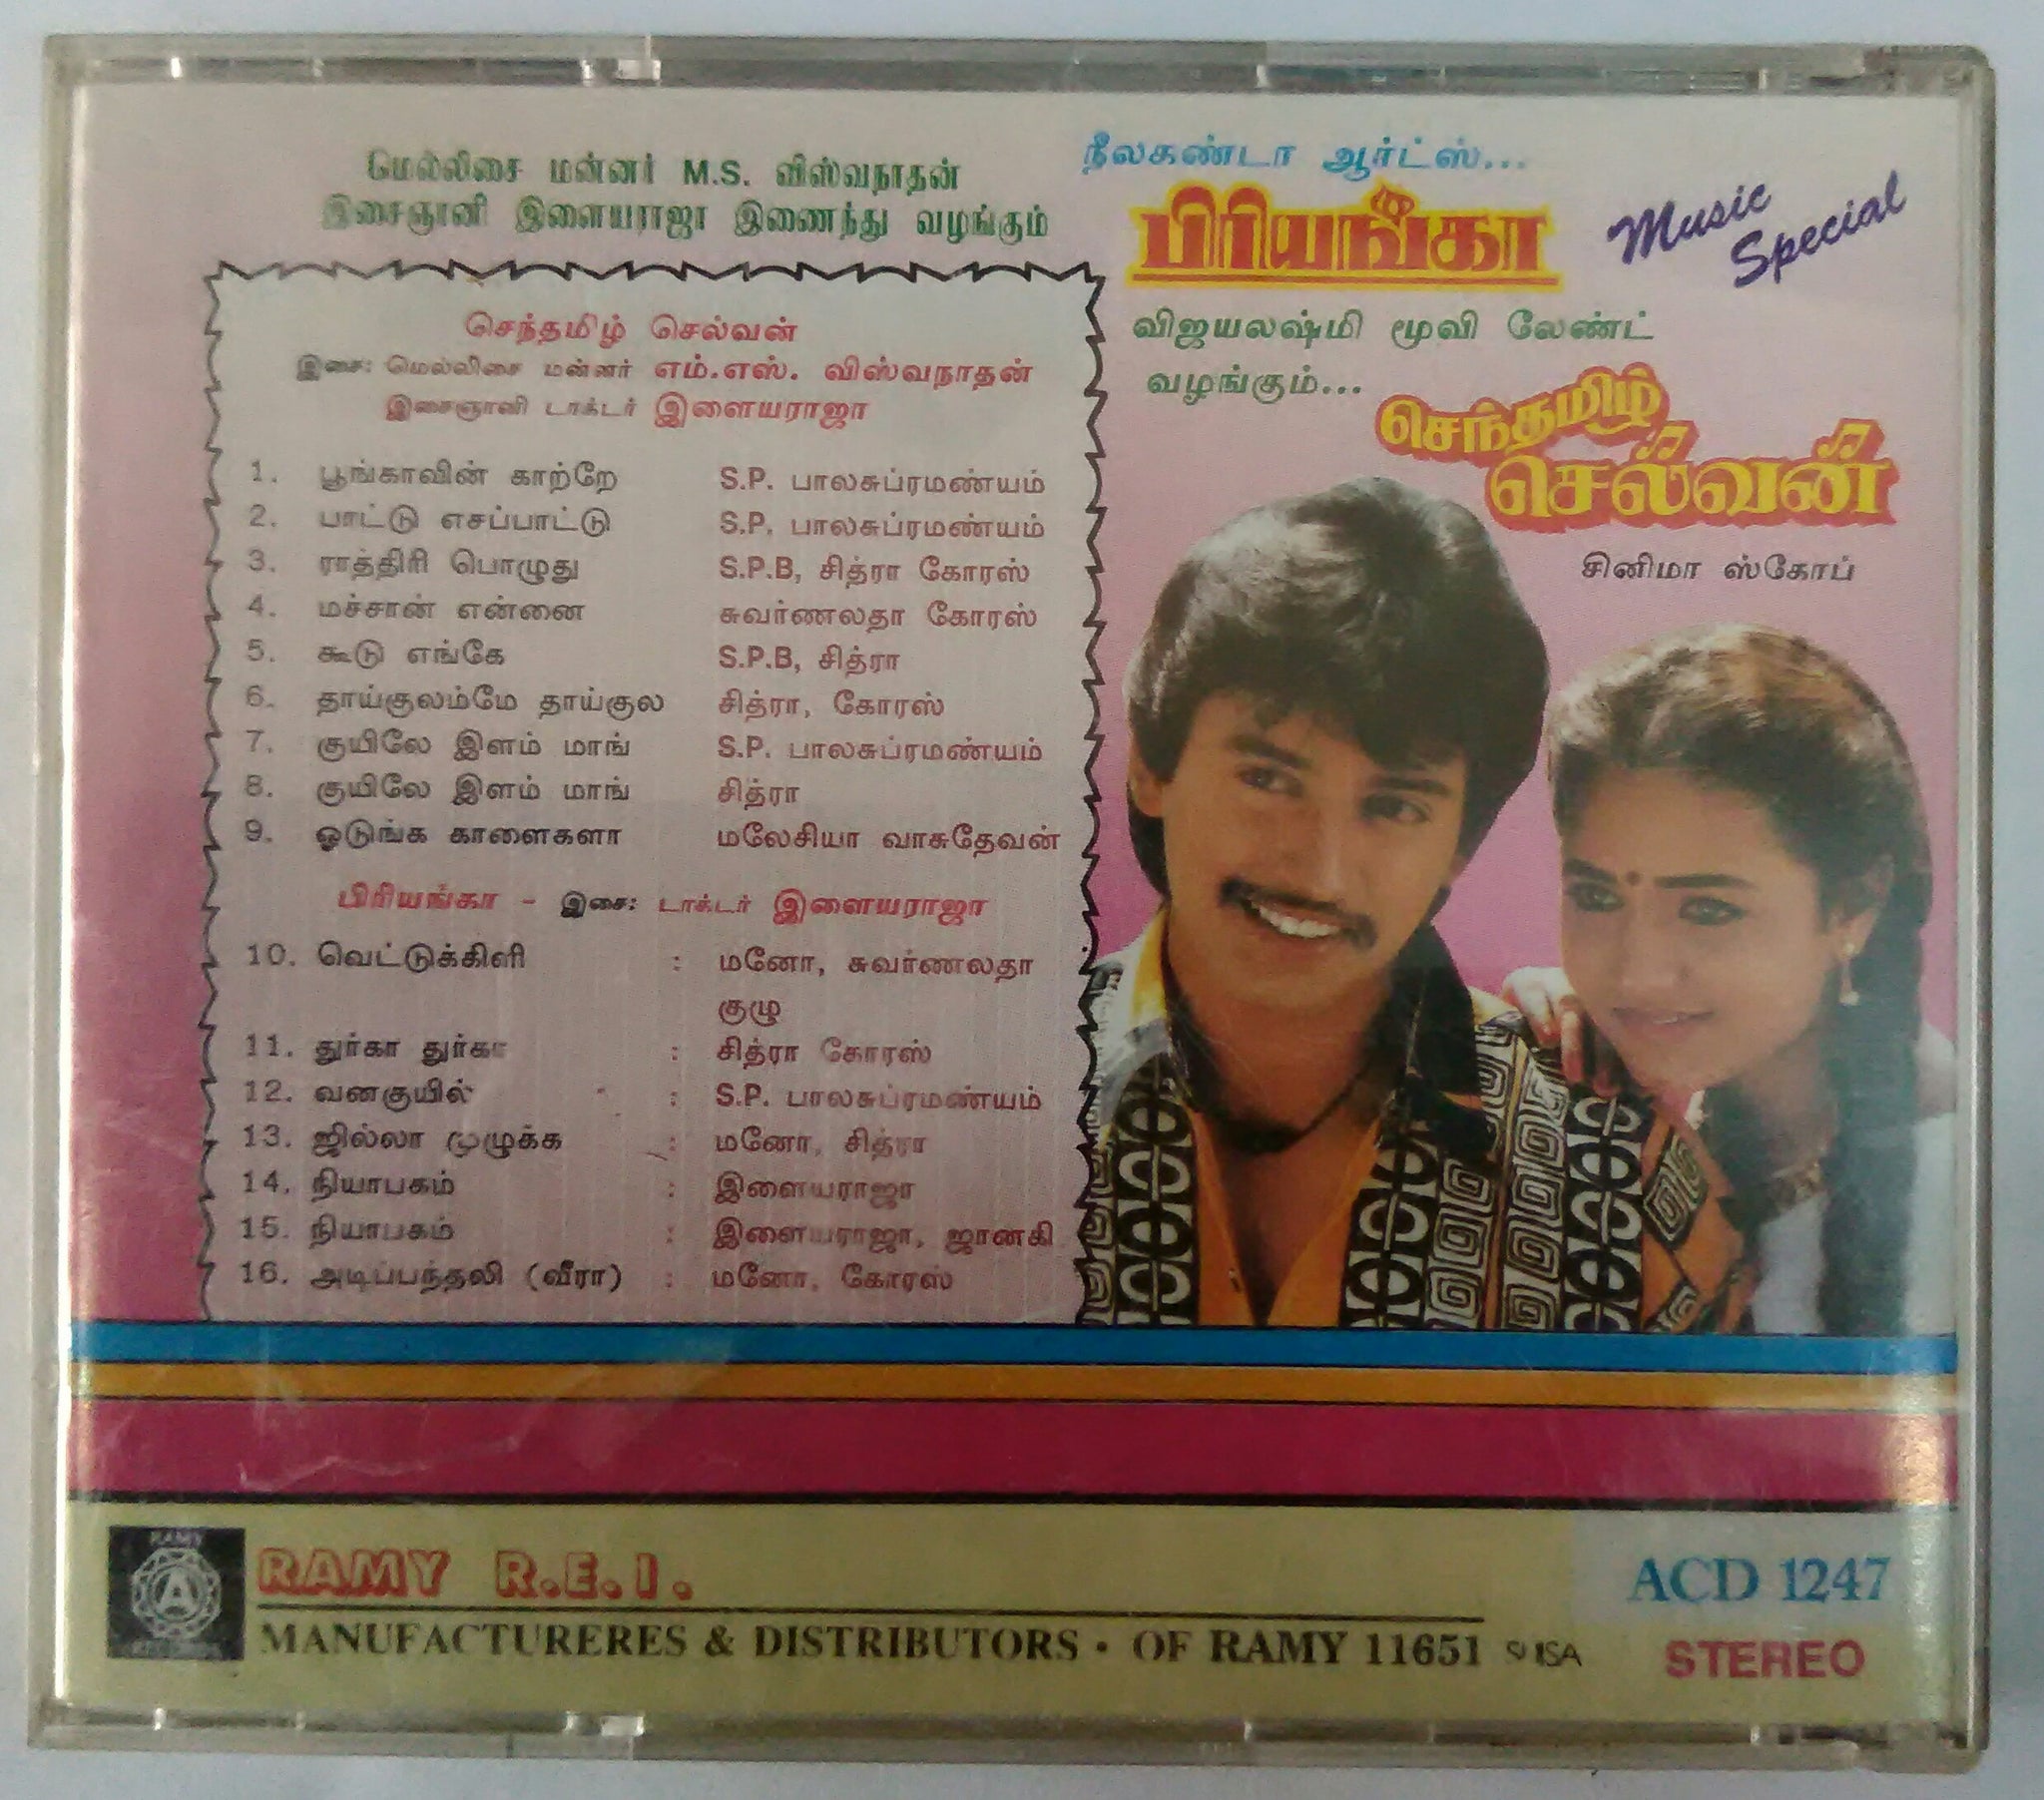 மெல்லிசை மன்னர் M.S. விஸ்வநாதன்
இசைஞானி இளையராஜா இணைந்து வழங்கும்
நீலகண்டா ஆர்ட்ஸ்...
பிரியங்கா
Music
Special
விஜயலஷ்மி மூவி லேண்ட்
வழங்கும்...
செந்தமிழ்
செல்வன்
சினிமா ஸ்கோப்
செந்தமிழ் செல்வன்
இசை: மெல்லிசை மன்னர் எம்.எஸ். விஸ்வநாதன்
இசைஞானி டாக்டர் இளையராஜா
1. பூங்காவின் காற்றே S.P. பாலசுப்ரமண்யம்
2. பாட்டு எசப்பாட்டு S.P. பாலசுப்ரமண்யம்
3. ராத்திரி பொழுது S.P.B, சித்ரா கோரஸ்
4. மச்சான் என்னை சுவர்ணலதா கோரஸ்
5. கூடு எங்கே S.P.B, சித்ரா
6. தாய்குலம்மே தாய்குல சித்ரா, கோரஸ்
7. குயிலே இளம் மாங் S.P. பாலசுப்ரமண்யம்
8. குயிலே இளம் மாங் சித்ரா
9. ஓடுங்க காளைகளா மலேசியா வாசுதேவன்
பிரியங்கா - இசை: டாக்டர் இளையராஜா
10. வெட்டுக்கிளி : மனோ, சுவர்ணலதா
குழு
11. துர்கா துர்கா : சித்ரா கோரஸ்
12. வனகுயில் : S.P. பாலசுப்ரமண்யம்
13. ஜில்லா முழுக்க : மனோ, சித்ரா
14. நியாபகம் : இளையராஜா
15. நியாபகம் : இளையராஜா, ஜானகி
16. அடிப்பந்தலி (வீரா) : மனோ, கோரஸ்
RAMY
A
RAMY R.E.I.
MANUFACTURERES & DISTRIBUTORS • OF RAMY 11651
ACD 1247
STEREO